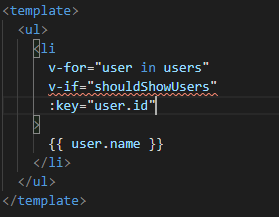 <template>
<ul>
<li
v-for="user in users"
v-if="shouldShowUsers"
:key="user.id"
>
{{ user.name }}
</li>
</ul>
</template>